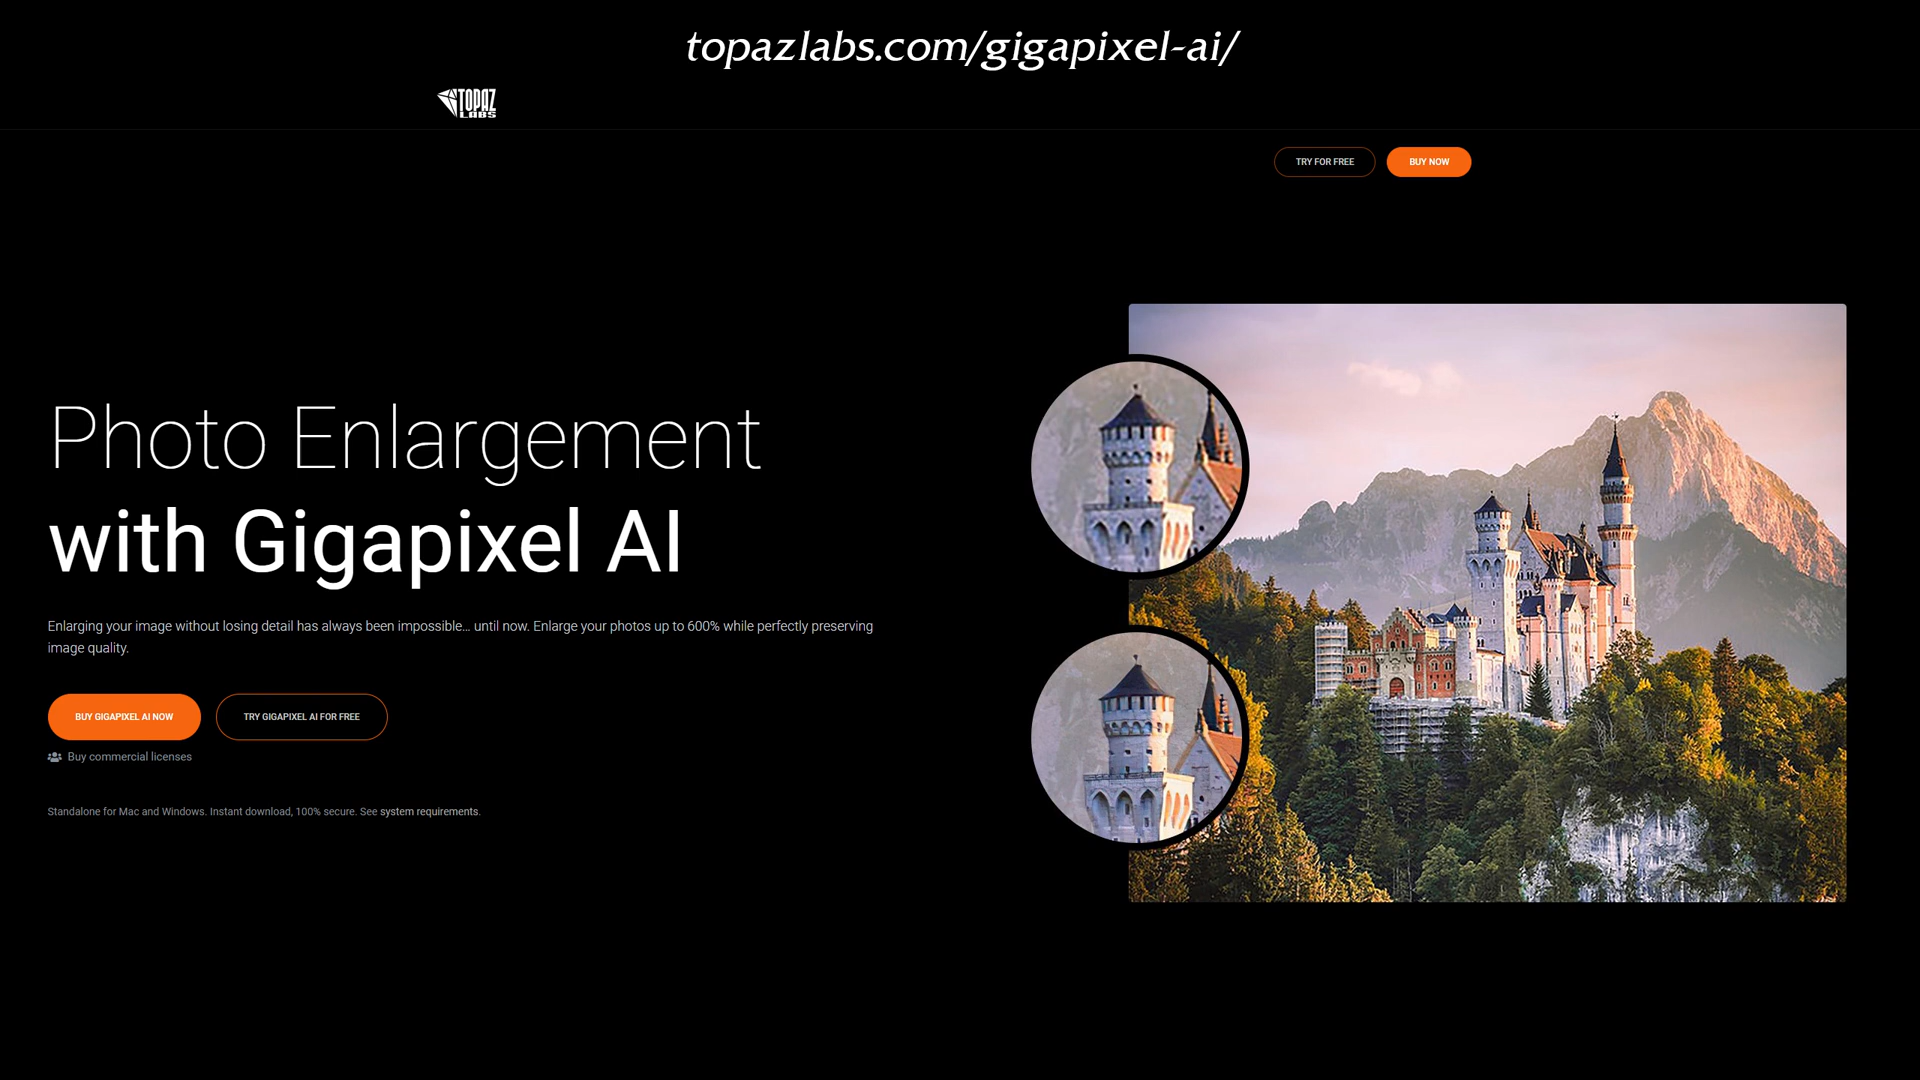 topazlabs.com/gigapixel-ai/
TOPAZ
LABS
TRY FOR FREE
BUY NOW
Photo Enlargement
with Gigapixel AI
Enlarging your image without losing detail has always been impossible... until now. Enlarge your photos up to 600% while perfectly preserving
image quality.
BUY GIGAPIXEL AI NOW
TRY GIGAPIXEL AI FOR FREE
Buy commercial licenses
Standalone for Mac and Windows. Instant download, 100% secure. See system requirements.